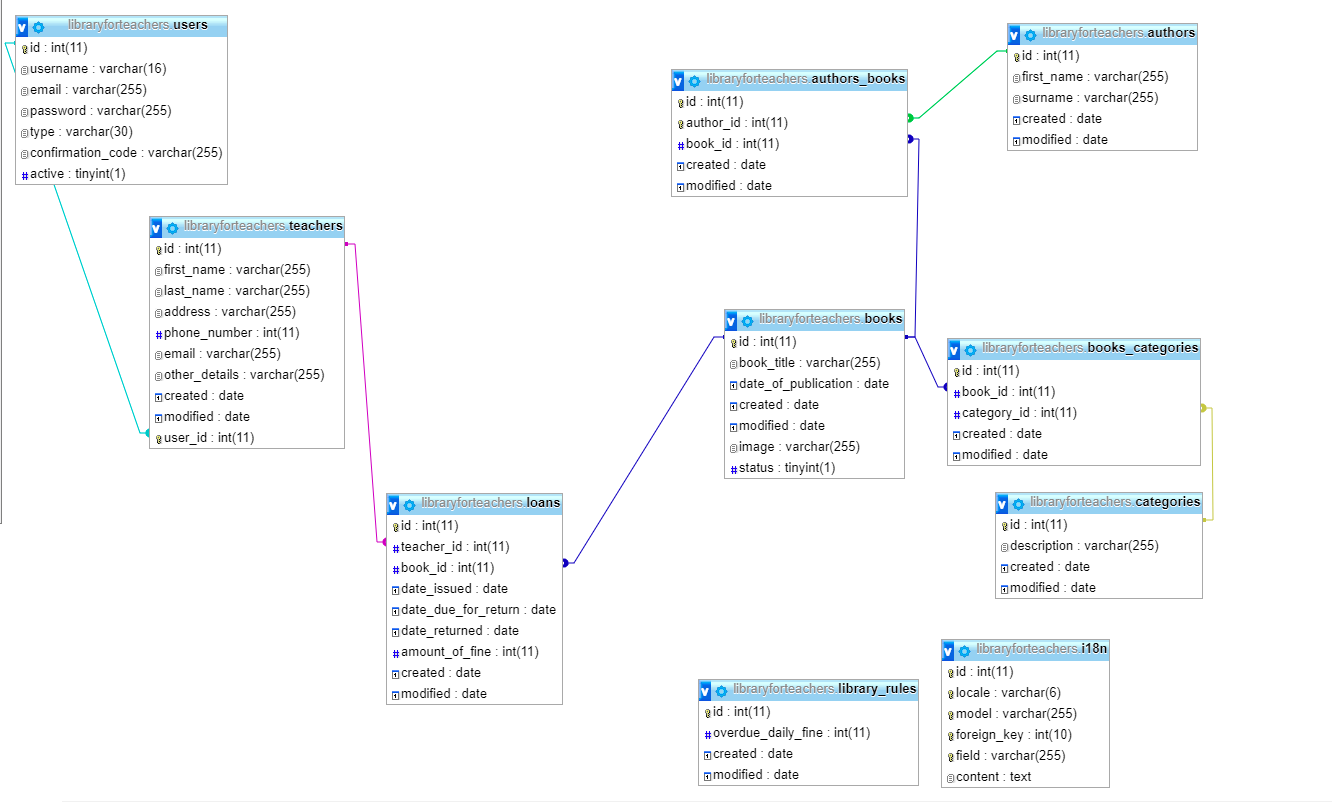 libraryforteachers.users
id : int(11)
username : varchar(16)
email : varchar(255)
password : varchar(255)
type : varchar(30)
confirmation_code : varchar(255)
active : tinyint(1)
libraryforteachers.teachers
id : int(11)
first_name : varchar(255)
last_name : varchar(255)
address : varchar(255)
phone_number : int(11)
email : varchar(255)
other_details : varchar(255)
created : date
modified : date
user_id : int(11)
libraryforteachers.loans
id : int(11)
teacher_id : int(11)
book_id : int(11)
date_issued : date
date_due_for_return : date
date_returned : date
amount_of_fine : int(11)
created : date
modified : date
libraryforteachers.authors_books
id : int(11)
author_id : int(11)
book_id : int(11)
created : date
modified : date
libraryforteachers.authors
id : int(11)
first_name : varchar(255)
surname : varchar(255)
created : date
modified : date
libraryforteachers.books
id : int(11)
book_title : varchar(255)
date_of_publication : date
created : date
modified : date
image : varchar(255)
status : tinyint(1)
libraryforteachers.books_categories
id : int(11)
book_id : int(11)
category_id : int(11)
created : date
modified : date
libraryforteachers.categories
id : int(11)
description : varchar(255)
created : date
modified : date
libraryforteachers.library_rules
id : int(11)
overdue_daily_fine : int(11)
created : date
modified : date
libraryforteachers.i18n
id : int(11)
locale : varchar(6)
model : varchar(255)
foreign_key : int(10)
field : varchar(255)
content : text